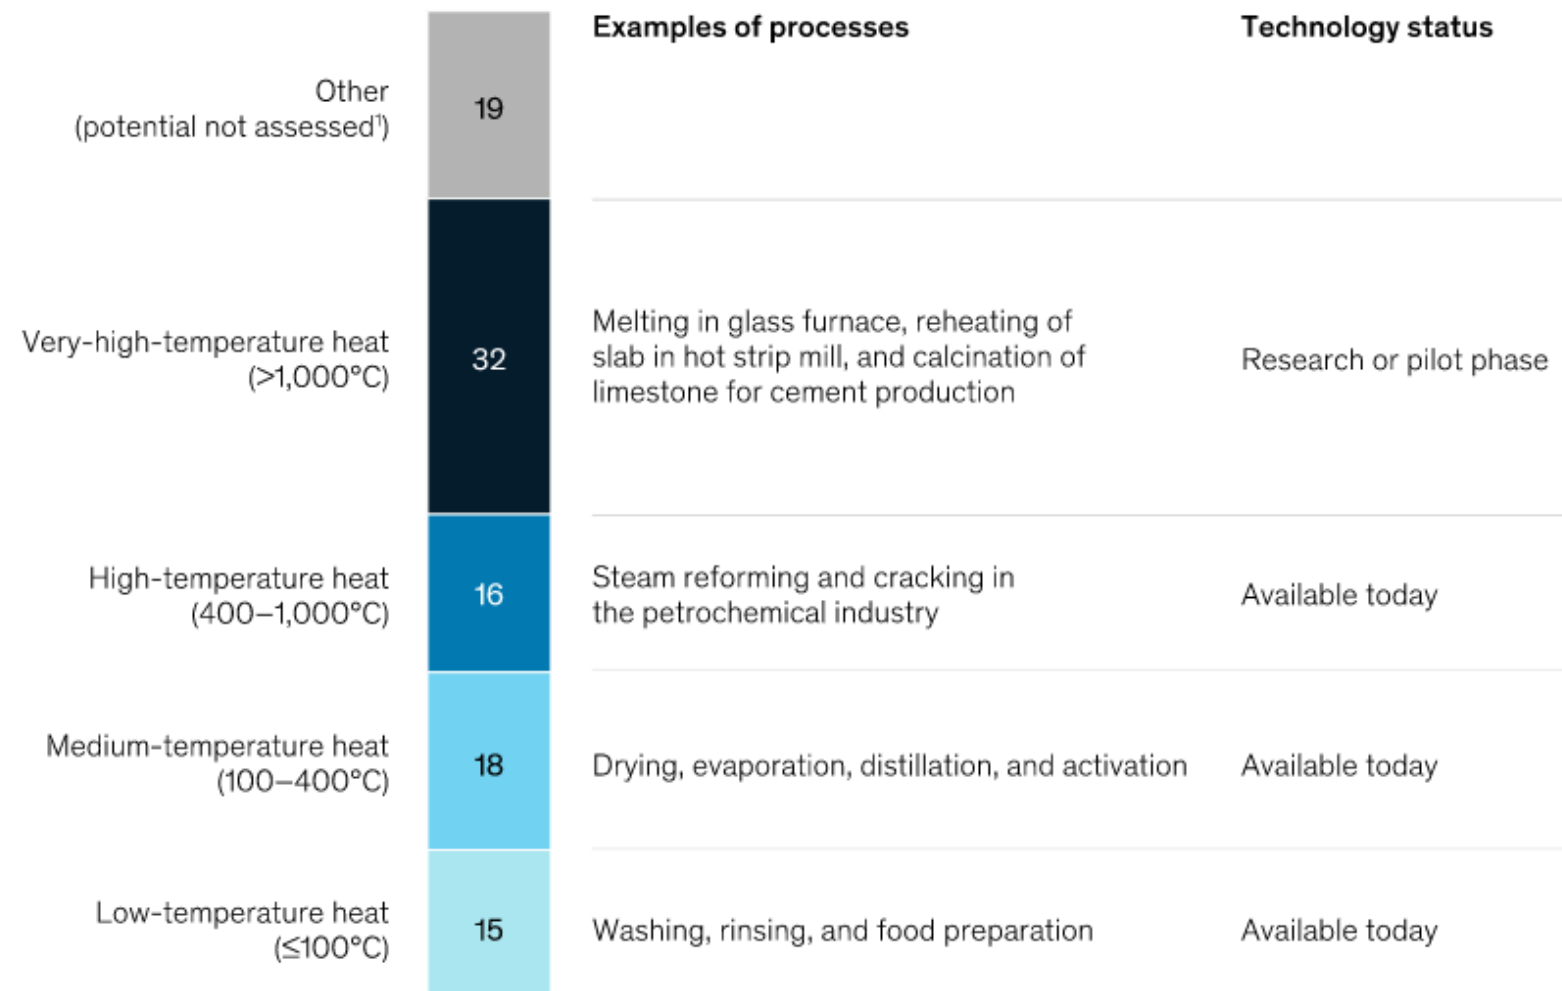 Examples of processes
Technology status
Other
(potential not assessed¹)
19
Very-high-temperature heat
(>1,000°C)
32
Melting in glass furnace, reheating of
slab in hot strip mill, and calcination of
limestone for cement production
Research or pilot phase
High-temperature heat
(400–1,000°C)
16
Steam reforming and cracking in
the petrochemical industry
Available today
Medium-temperature heat
(100–400°C)
18
Drying, evaporation, distillation, and activation
Available today
Low-temperature heat
(≤100°C)
15
Washing, rinsing, and food preparation
Available today